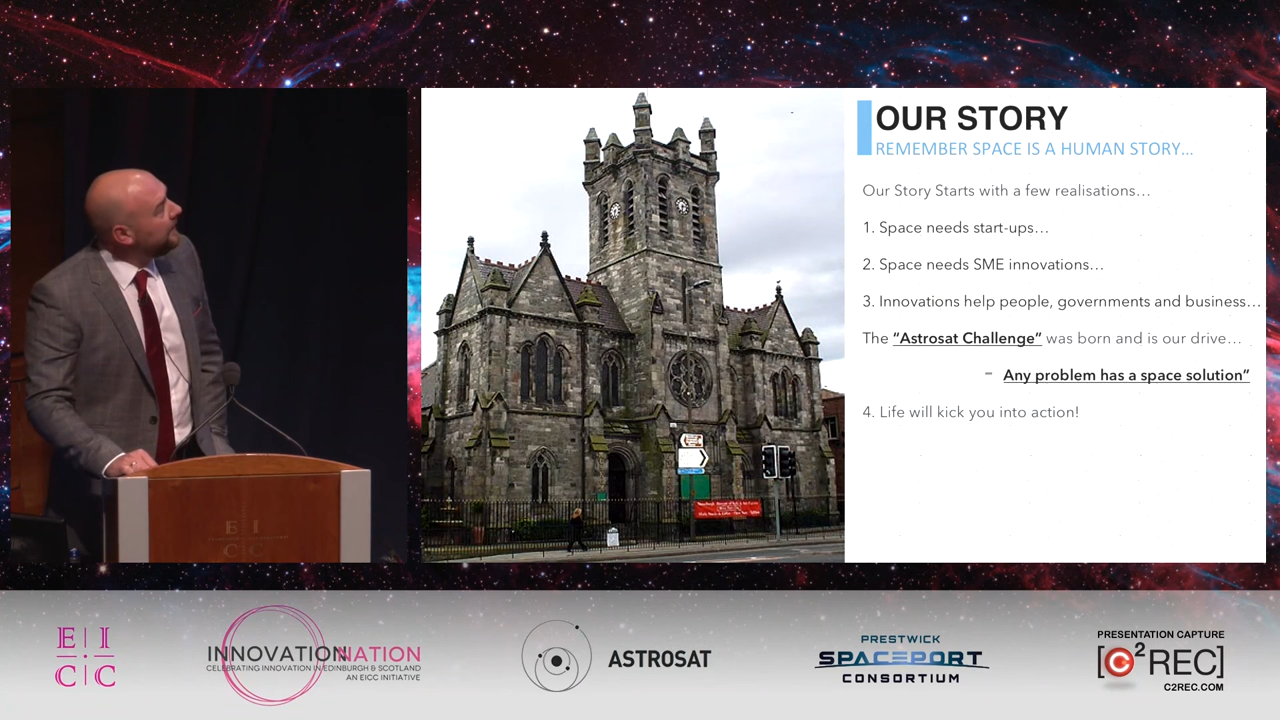 OUR STORY
REMEMBER SPACE IS A HUMAN STORY...
Our Story Starts with a few realisations...
1. Space needs start-ups...
2. Space needs SME innovations...
3. Innovations help people, governments and business...
The “Astrosat Challenge” was born and is our drive...
– Any problem has a space solution”
4. Life will kick you into action!
E I
C C
E I
C C
INNOVATIONNATION
CELEBRATING INNOVATION IN EDINBURGH & SCOTLAND
AN EICC INITIATIVE
ASTROSAT
PRESTWICK
SPACEPORT
CONSORTIUM
PRESENTATION CAPTURE
[C2REC]
C2REC.COM